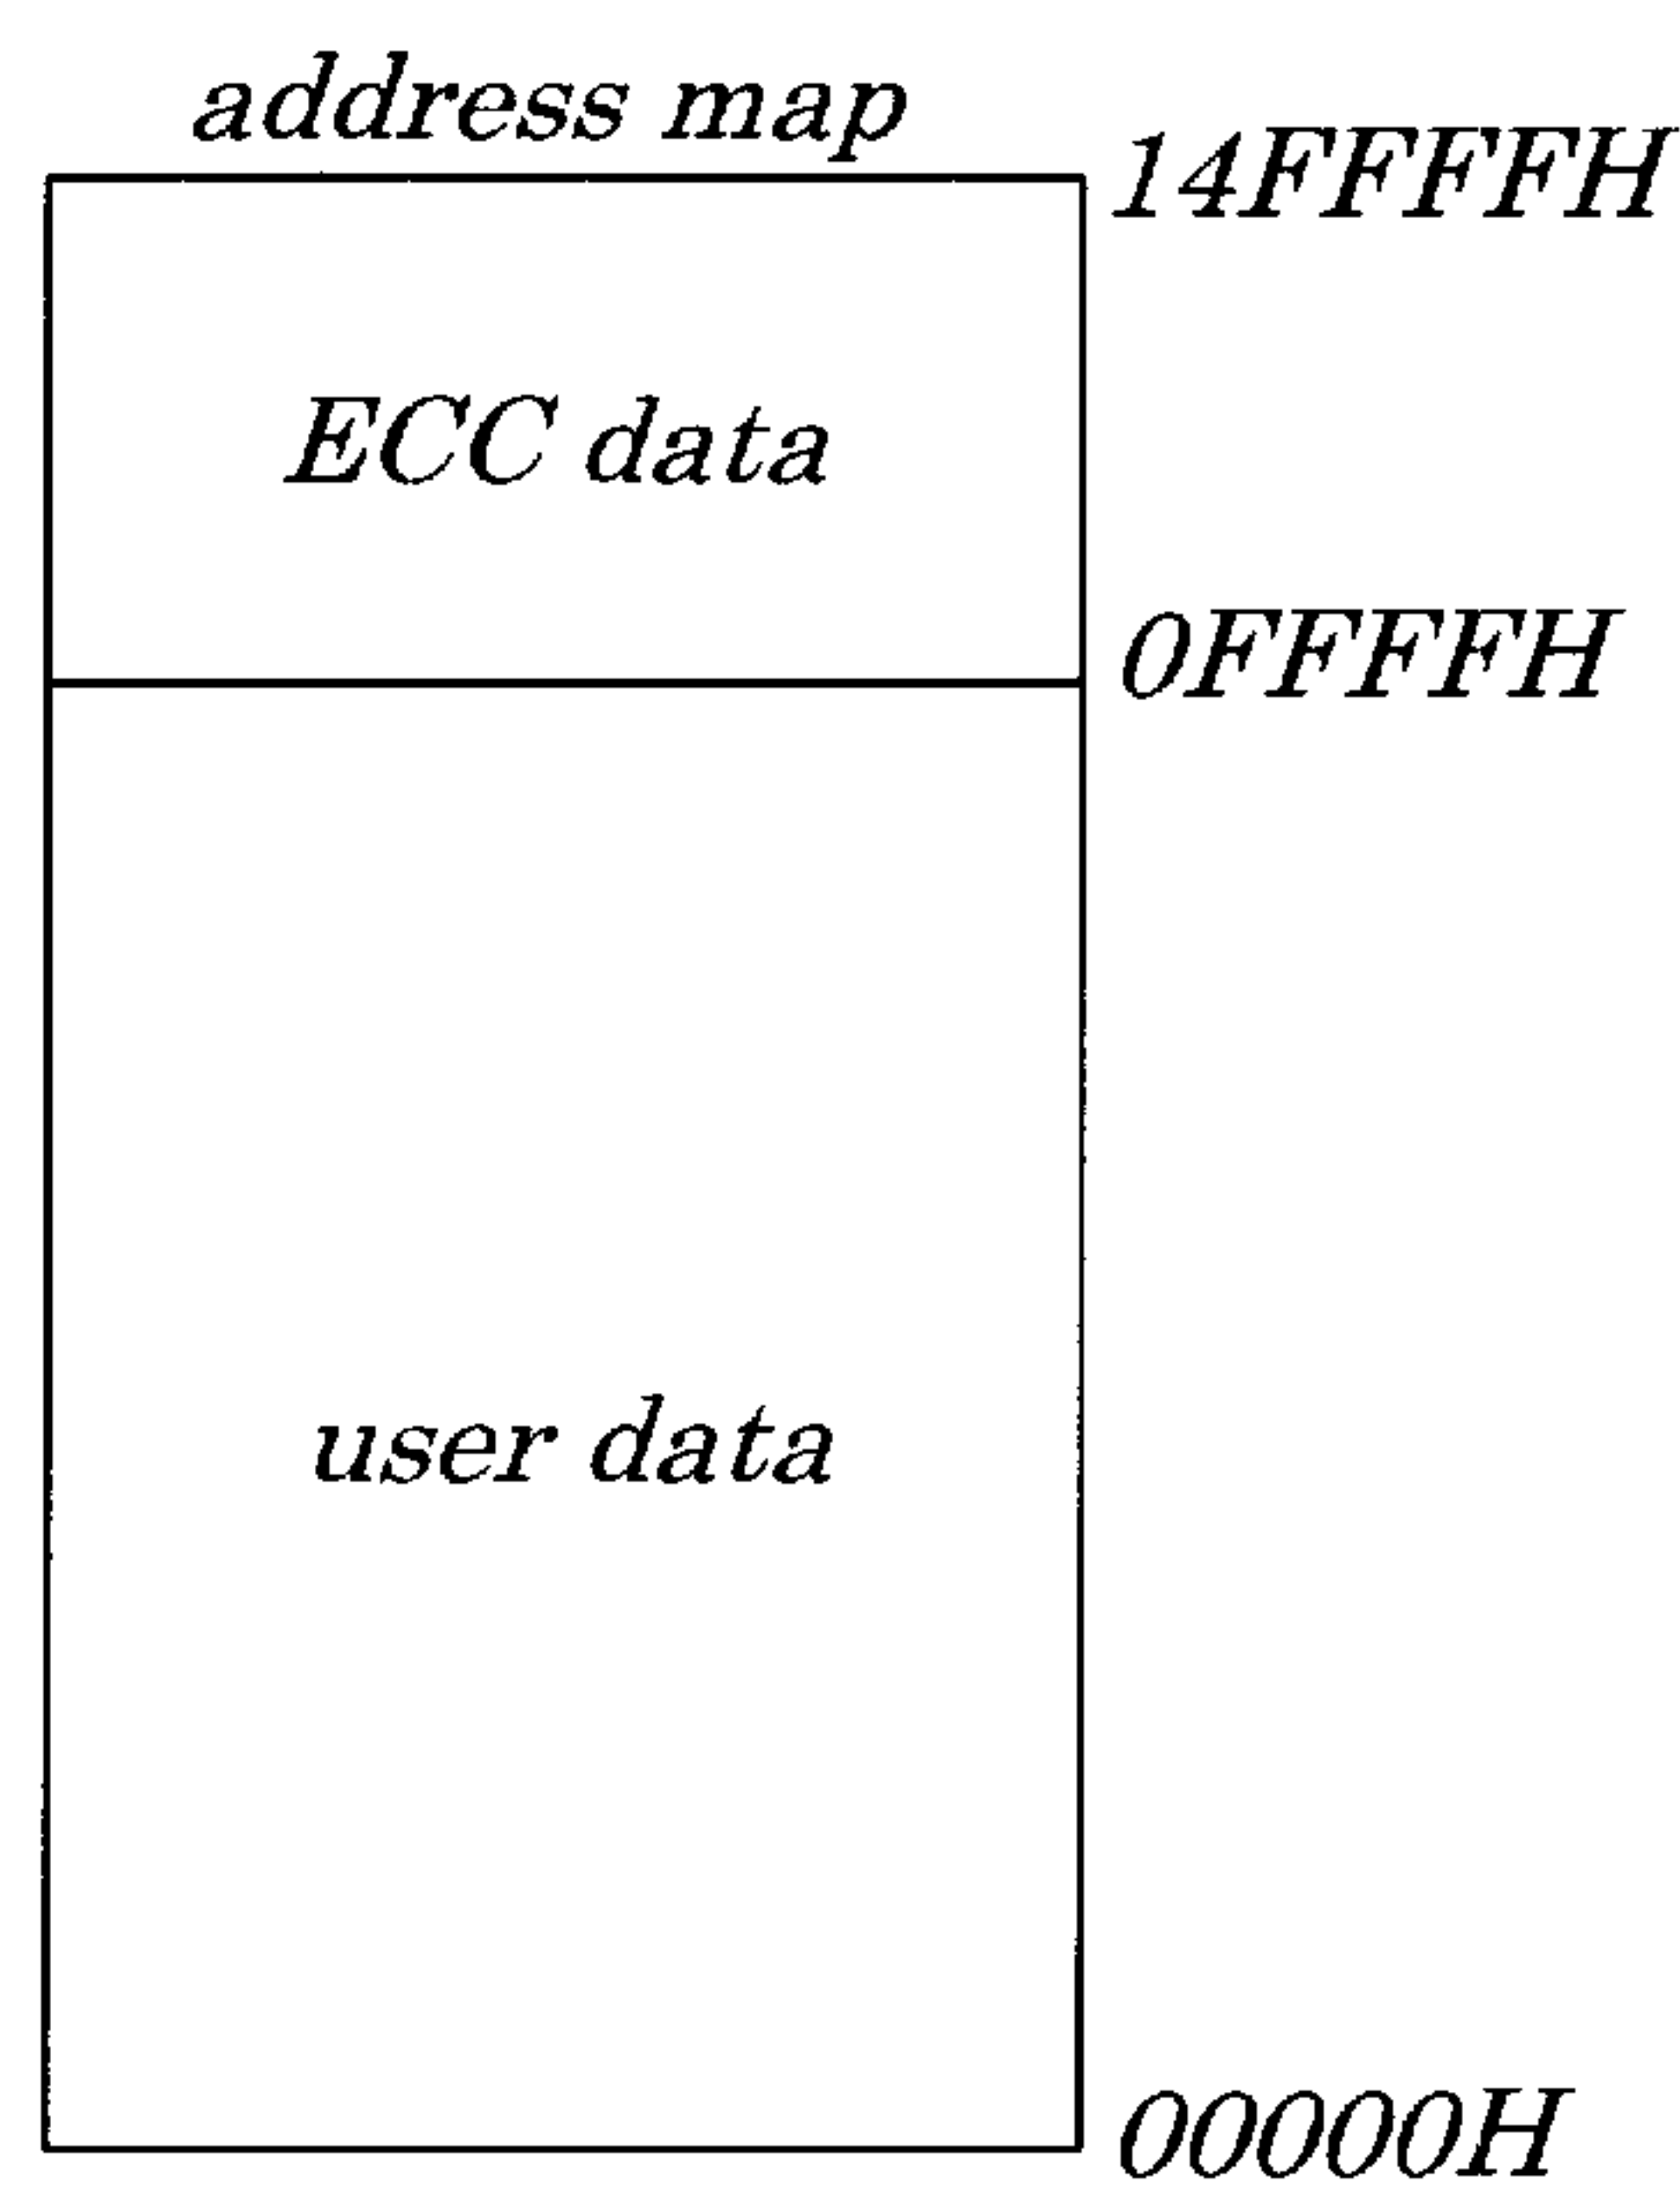 address map
14FFFFH
ECC data
0FFFFH
user data
00000H